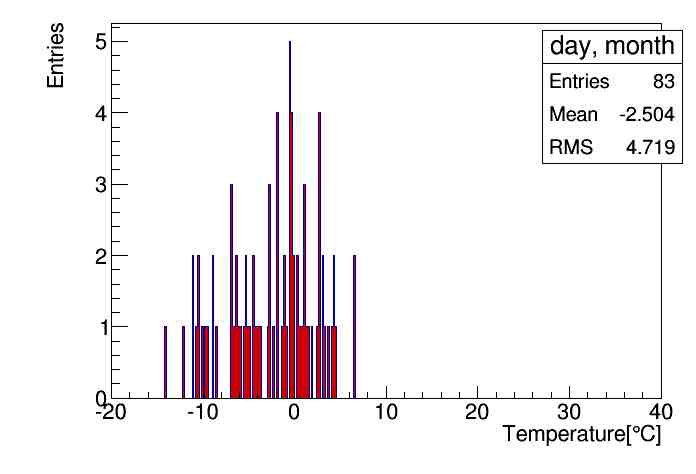 Entries
5
4
3
2
1
0
-20 -10 0 10 20 30 40
Temperature[°C]
day, month
Entries 83
Mean -2.504
RMS 4.719